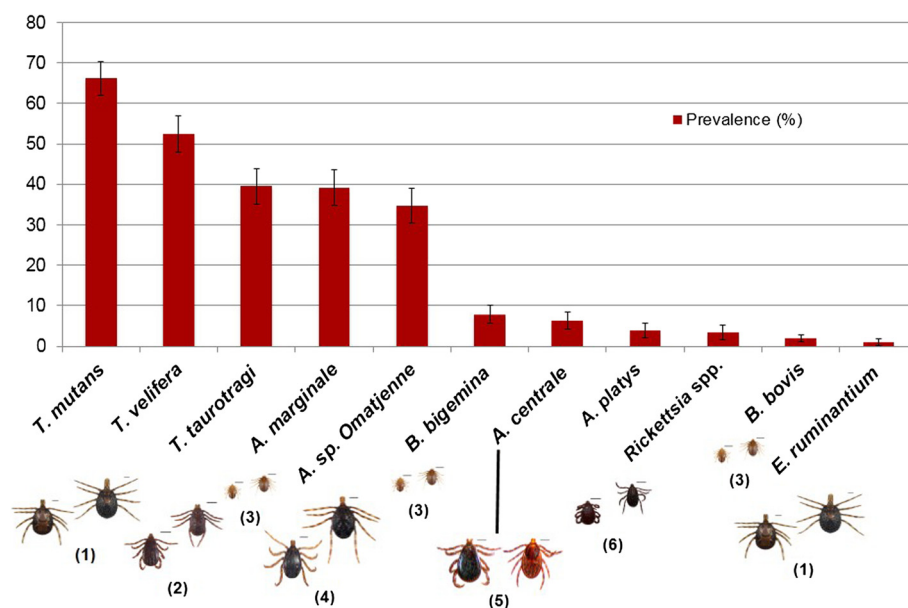 80
70
60
50
40
30
20
10
0
Prevalence (%)
T. mutans
T. velifera
T. taurotragi
A. marginale
A. sp. Omatjenne
B. bigemina
A. centrale
A. platys
Rickettsia spp.
B. bovis
E. ruminantium
(1)
(2)
(3)
(4)
(3)
(5)
(6)
(3)
(1)